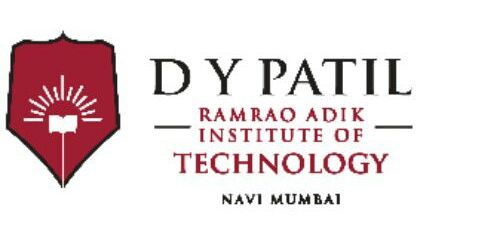 D Y PATIL
RAMRAO ADIK
INSTITUTE OF
TECHNOLOGY
NAVI MUMBAI